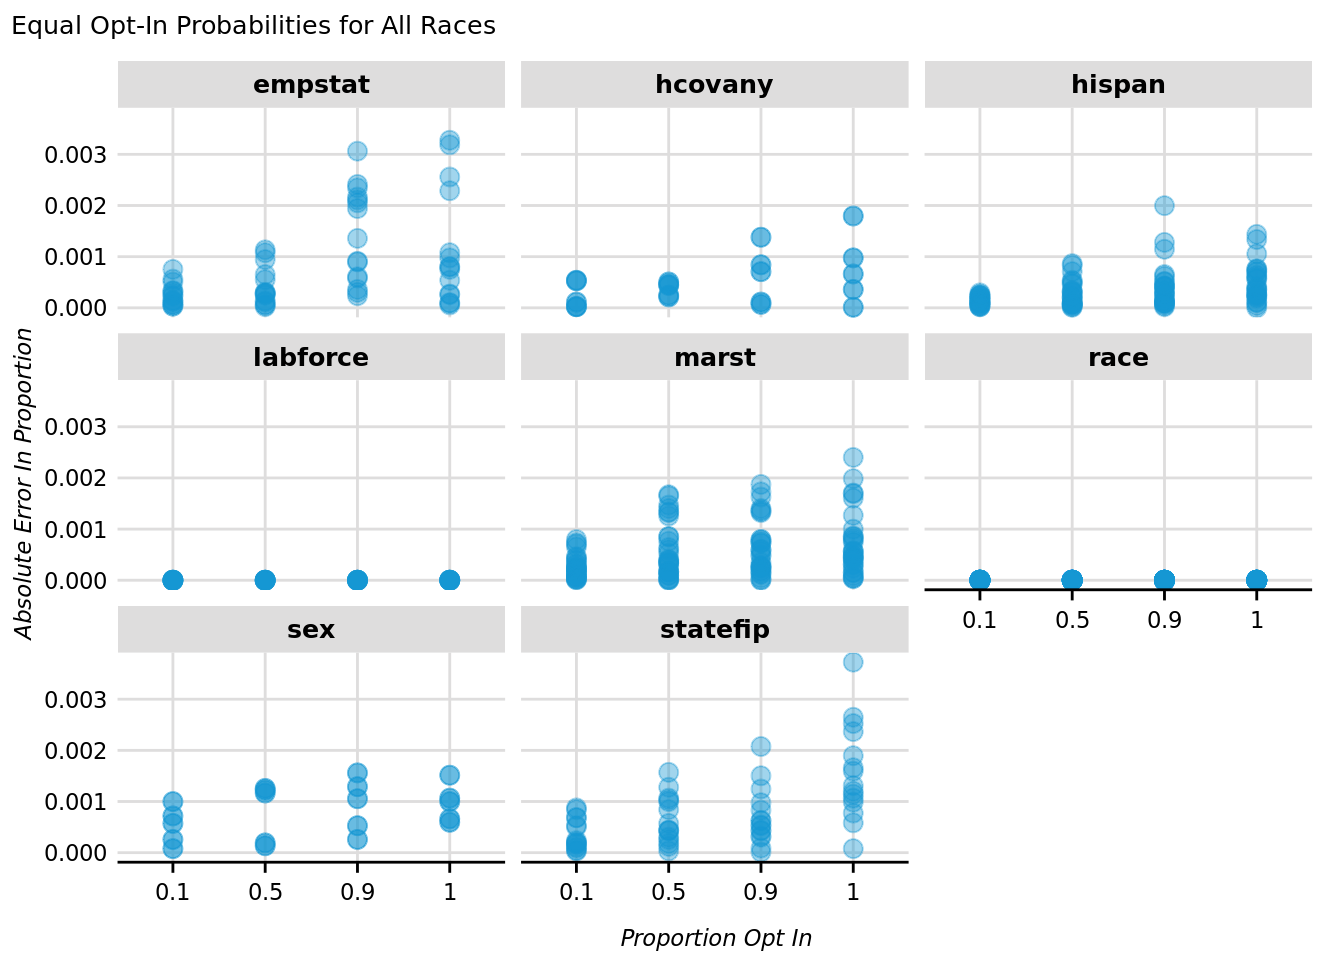 Equal Opt-In Probabilities for All Races
empstat hcovany hispan
0.003
0.002
0.001
0.000
labforce marst race
0.003
0.002
0.001
0.000
0.1 0.5 0.9 1
sex statefip
0.003
0.002
0.001
0.000
0.1 0.5 0.9 1 0.1 0.5 0.9 1
Absolute Error In Proportion
Proportion Opt In